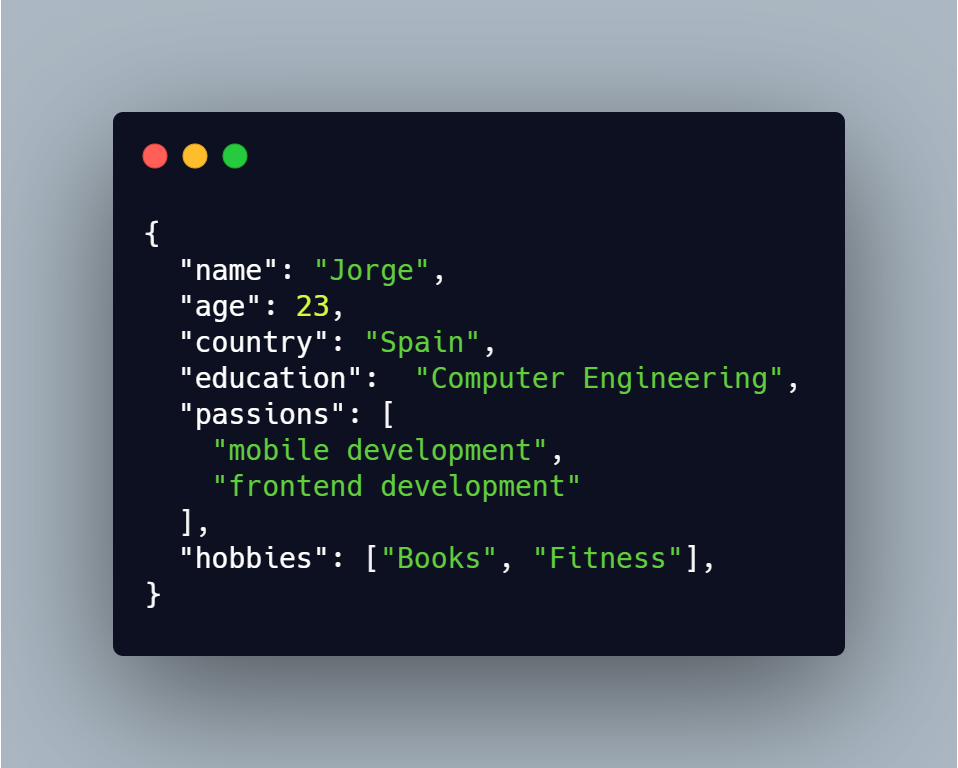 {
  "name": "Jorge",
  "age": 23,
  "country": "Spain",
  "education":  "Computer Engineering",
  "passions": [
    "mobile development",
    "frontend development"
  ],
  "hobbies": ["Books", "Fitness"],
}